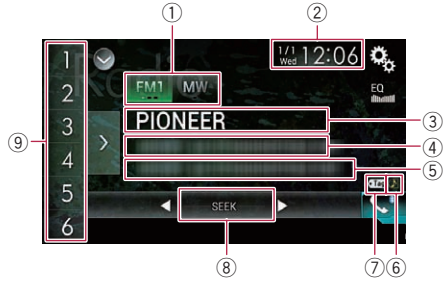 ① ②
1 1/1 Wed 12:06
2 FM1 MW EQ
3 PIONEER ③
④
⑨ 4
⑤
5 SEEK
6
⑧ ⑦ ⑥